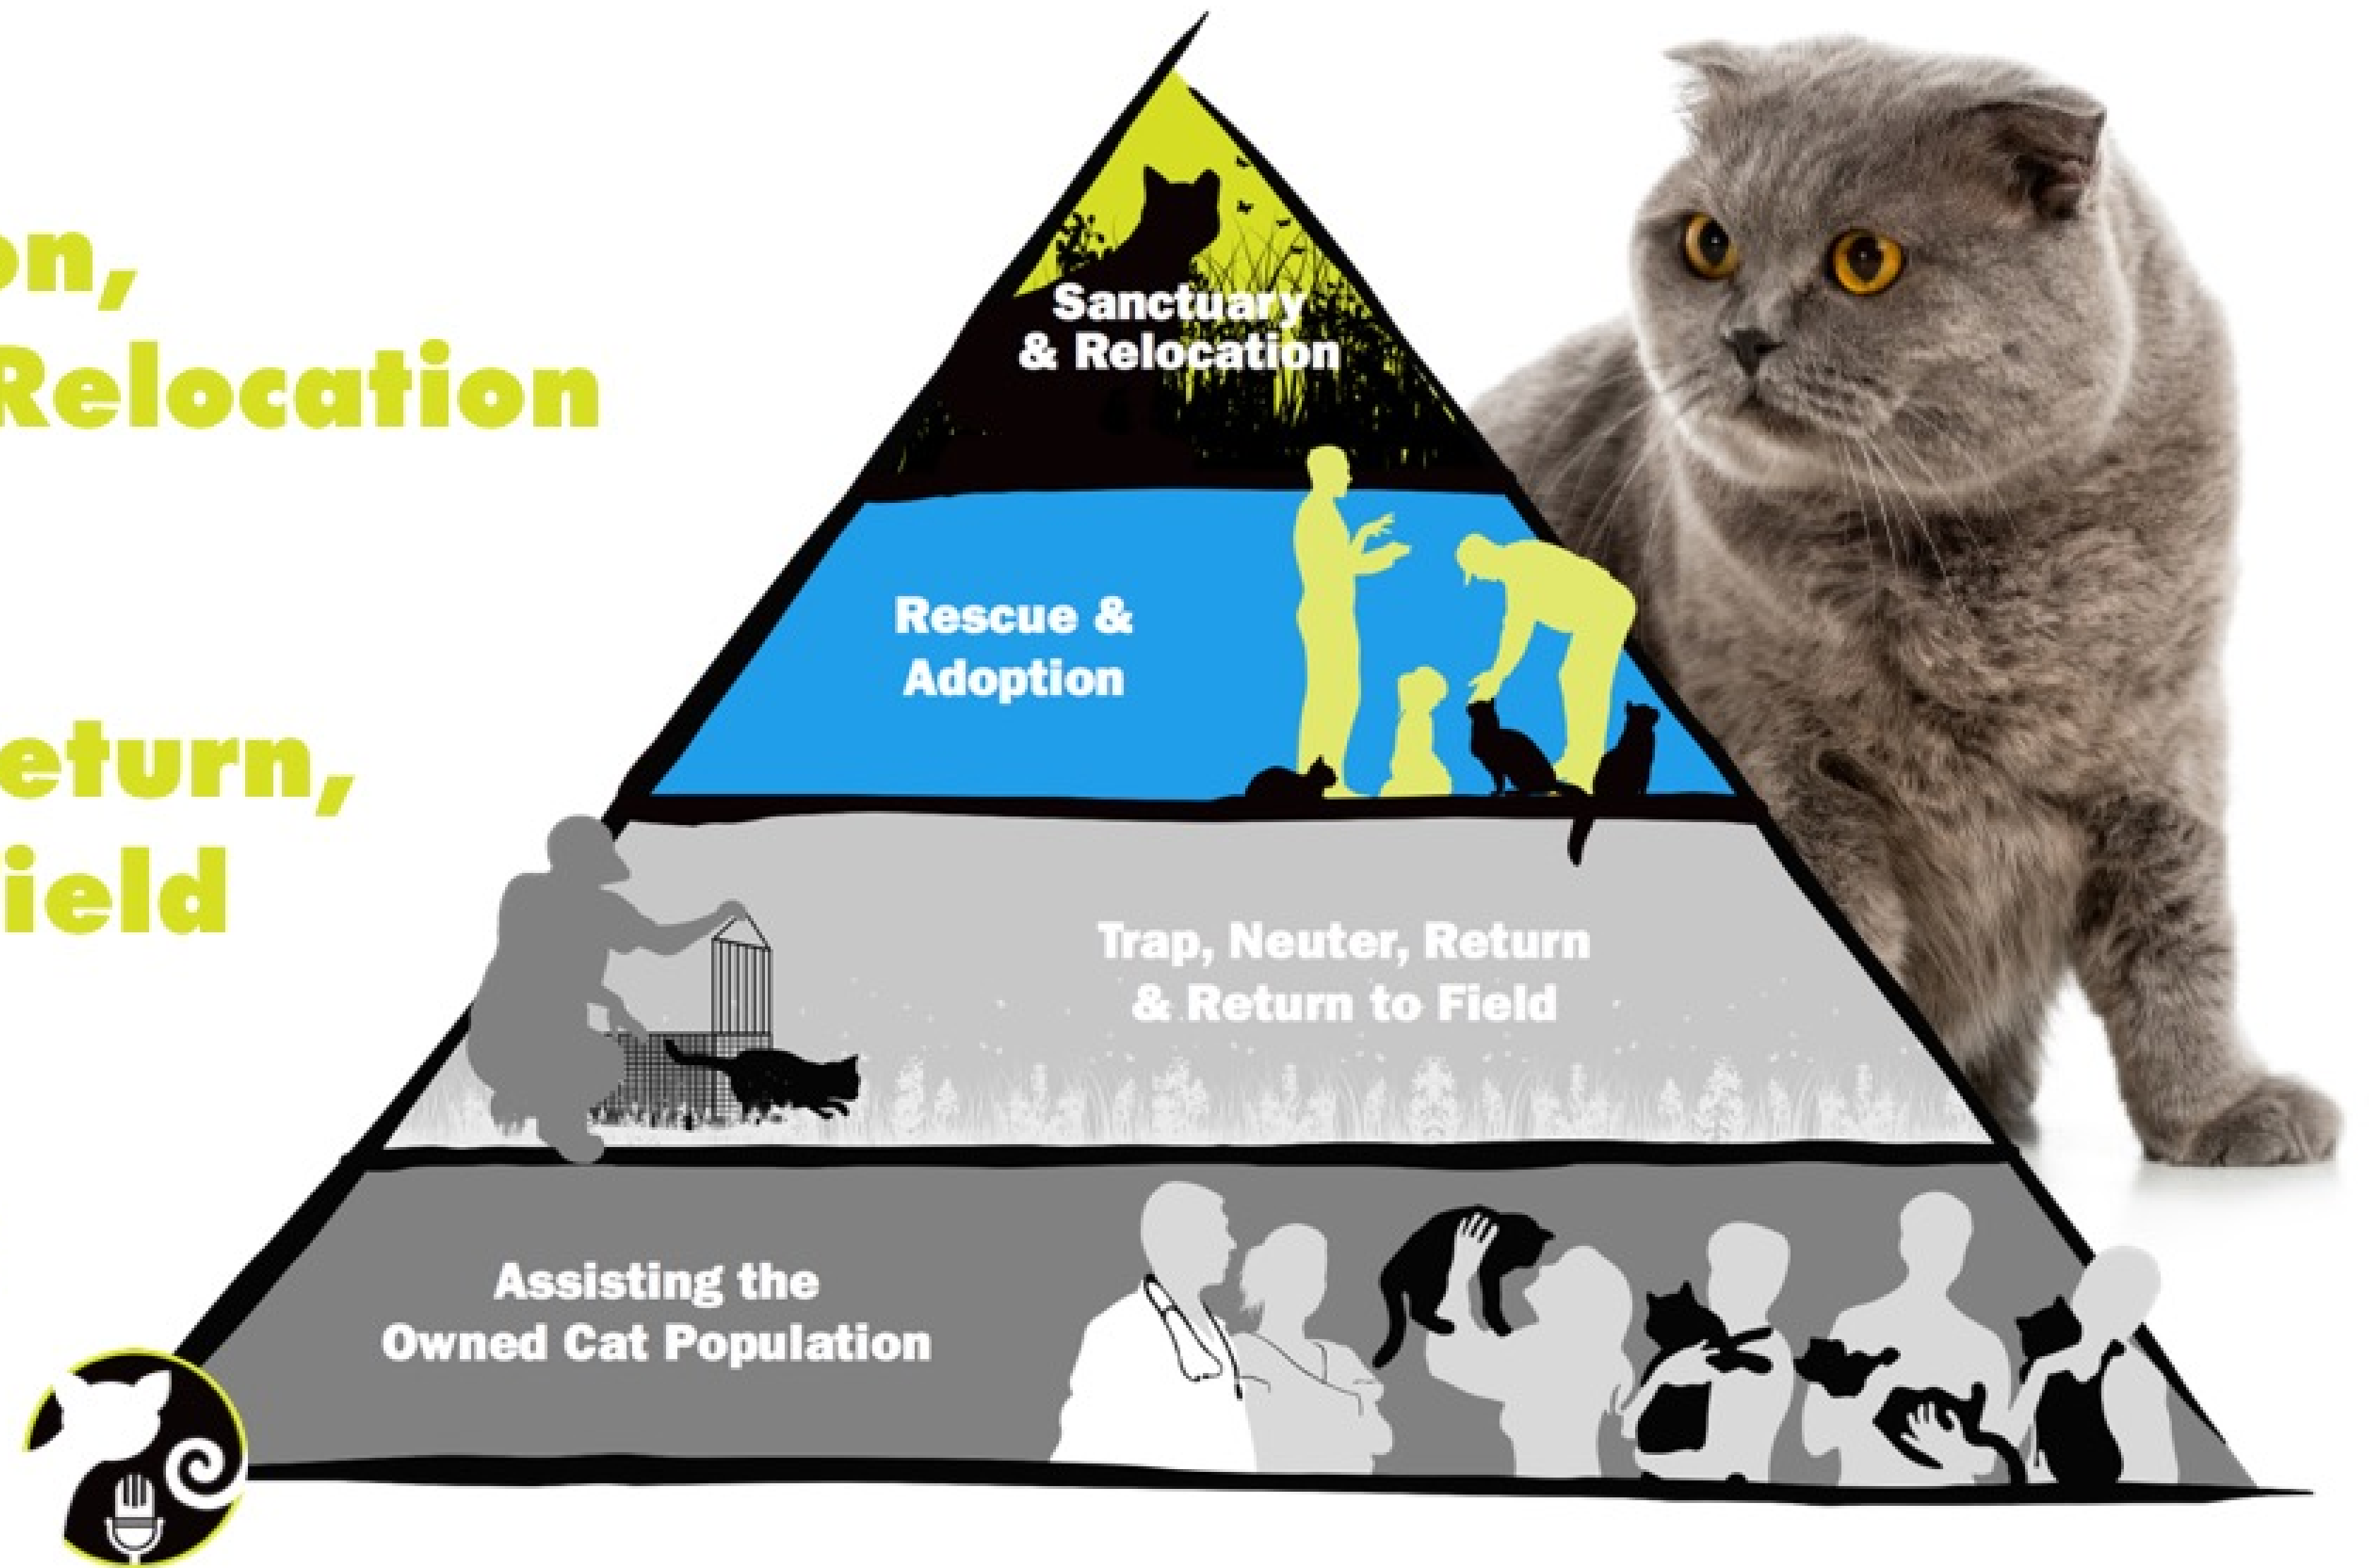 on,
Relocation
eturn,
ield
Sanctuary
& Relocation
Rescue &
Adoption
Trap, Neuter, Return
& Return to Field
Assisting the
Owned Cat Population